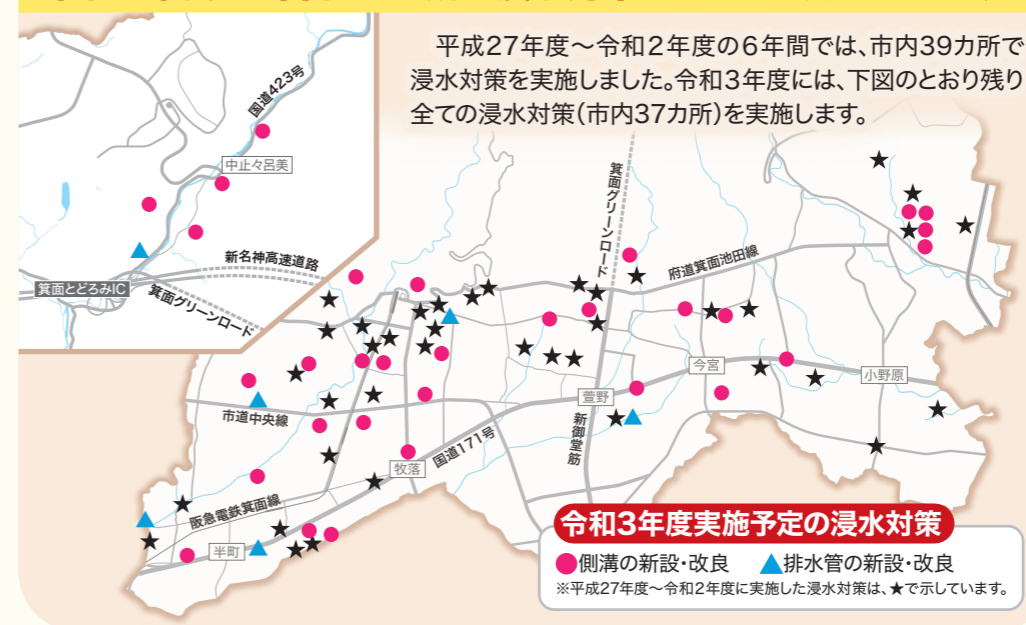 平成27年度～令和2年度の6年間では、市内39カ所で
浸水対策を実施しました。令和3年度には、下図のとおり残り
全ての浸水対策(市内37カ所)を実施します。
国道423号
中止々呂美
新名神高速道路
箕面とどろみIC
箕面グリーンロード
箕面グリーンロード
府道箕面池田線
今宮
小野原
萱野
市道中央線
新御堂筋
国道171号
牧落
阪急電鉄箕面線
半町
令和3年度実施予定の浸水対策
●側溝の新設・改良 ▲排水管の新設・改良
※平成27年度～令和2年度に実施した浸水対策は、★で示しています。